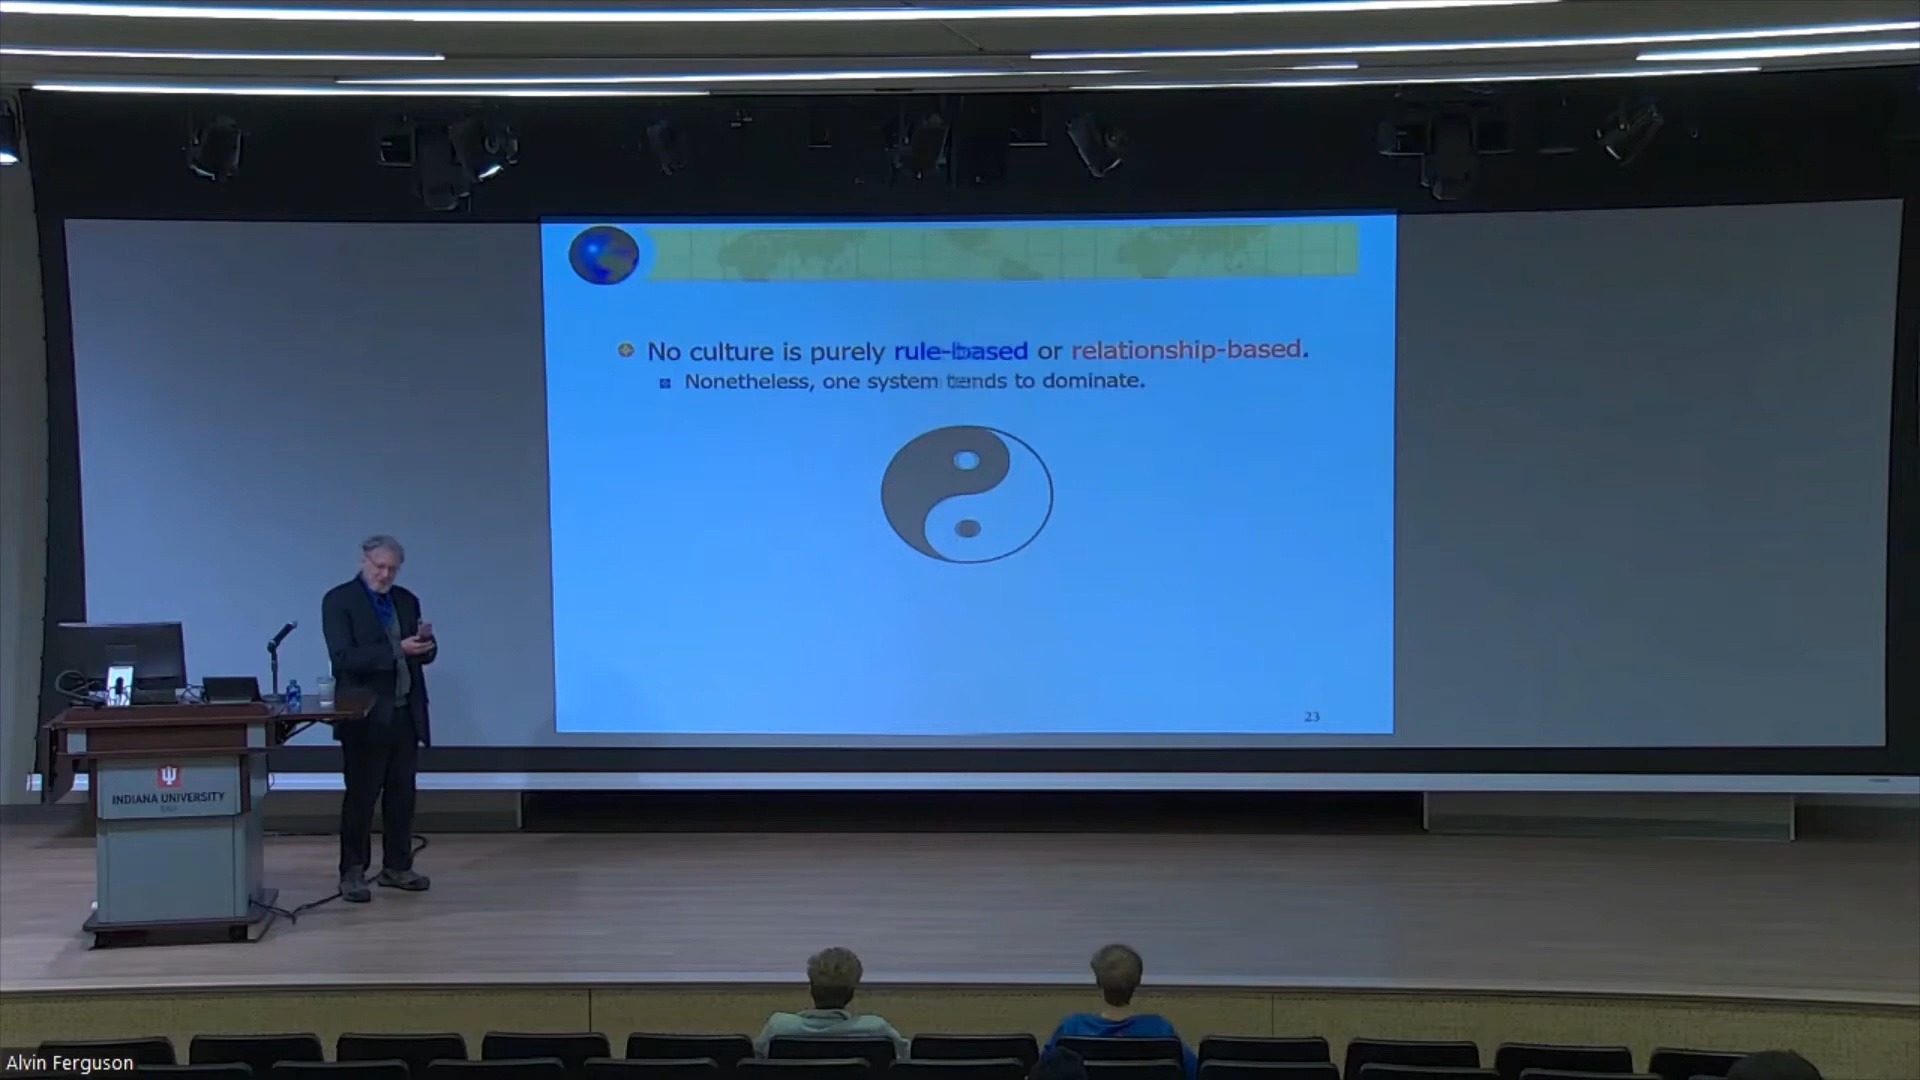 No culture is purely rule-based or relationship-based.
Nonetheless, one system tends to dominate.
23
INDIANA UNIVERSITY
Alvin Ferguson